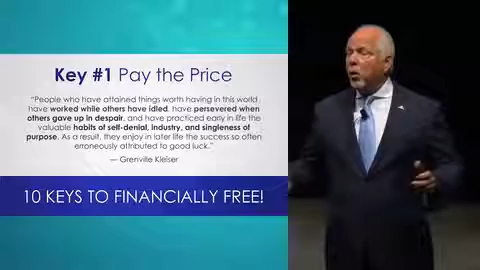 Key #1 Pay the Price
“People who have attained things worth having in this world
have worked while others have idled, have persevered when
others gave up in despair, and have practiced early in life the
valuable habits of self-denial, industry, and singleness of
purpose. As a result, they enjoy in later life the success so often
erroneously attributed to good luck.”
— Grenville Kleiser
10 KEYS TO FINANCIALLY FREE!